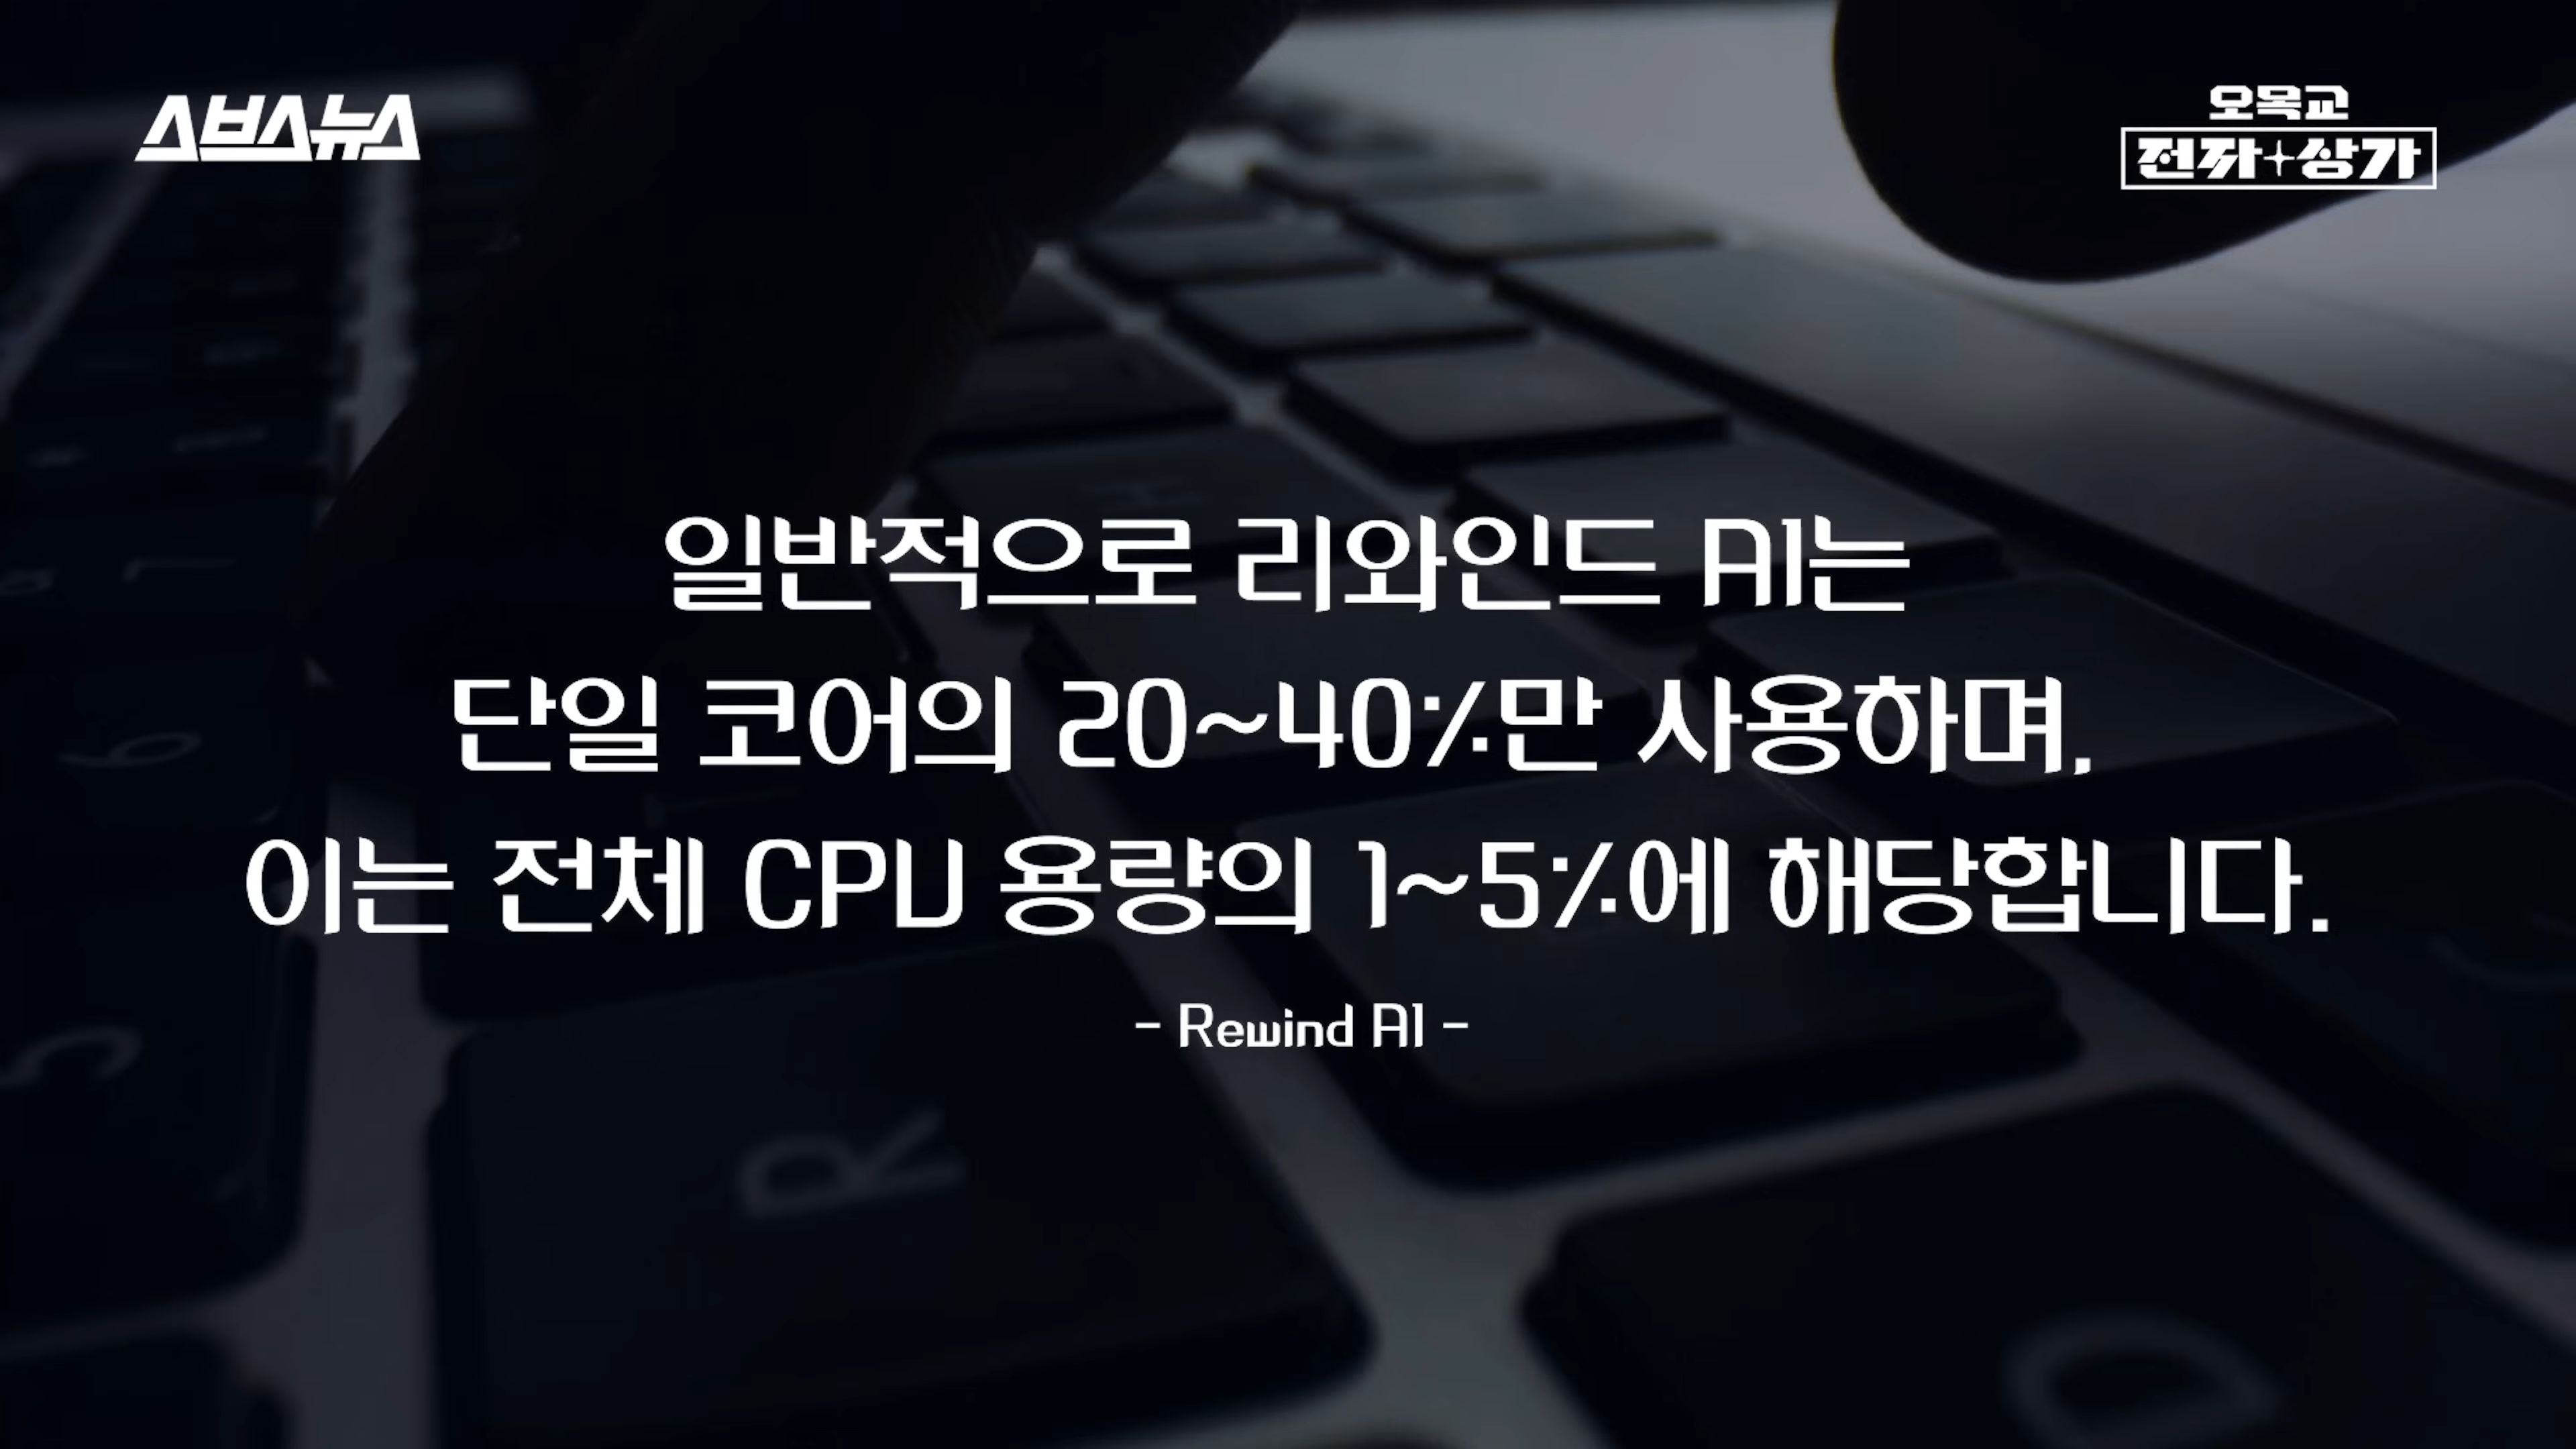 스브스뉴스
오목교
전자상가
일반적으로 리와인드 AI는
단일 코어의 20~40%만 사용하며,
이는 전체 CPU 용량의 1~5%에 해당합니다.
- Rewind AI -
R
D